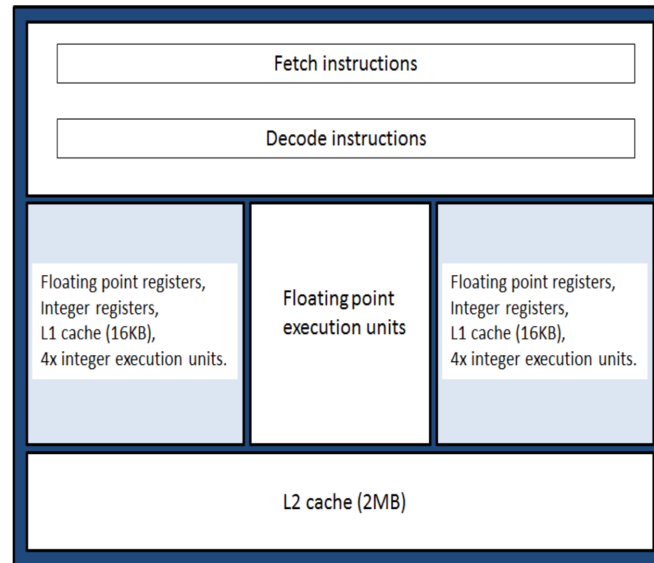 Fetch instructions
Decode instructions
Floating point registers,
Integer registers,
L1 cache (16KB),
4x integer execution units.
Floating point
execution units
Floating point registers,
Integer registers,
L1 cache (16KB),
4x integer execution units.
L2 cache (2MB)